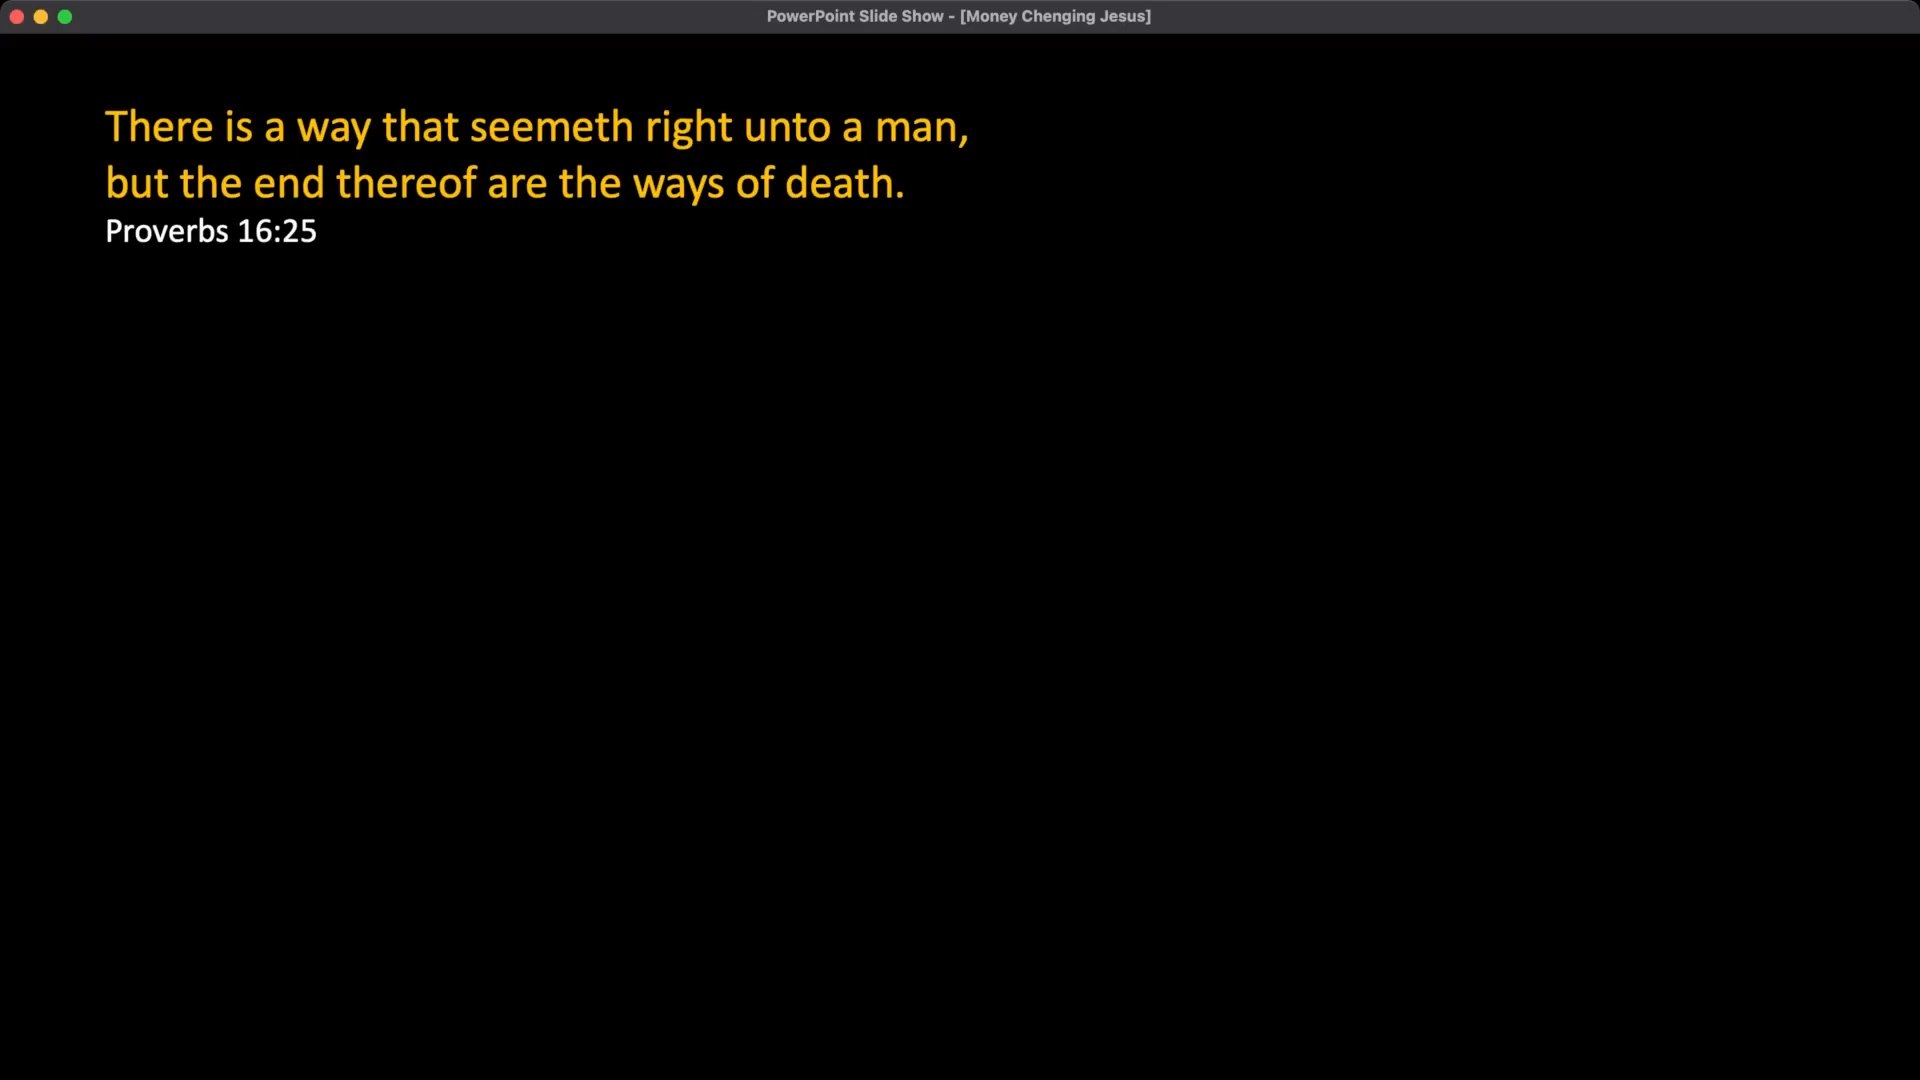 PowerPoint Slide Show - [Money Chenging Jesus]
There is a way that seemeth right unto a man,
but the end thereof are the ways of death.
Proverbs 16:25